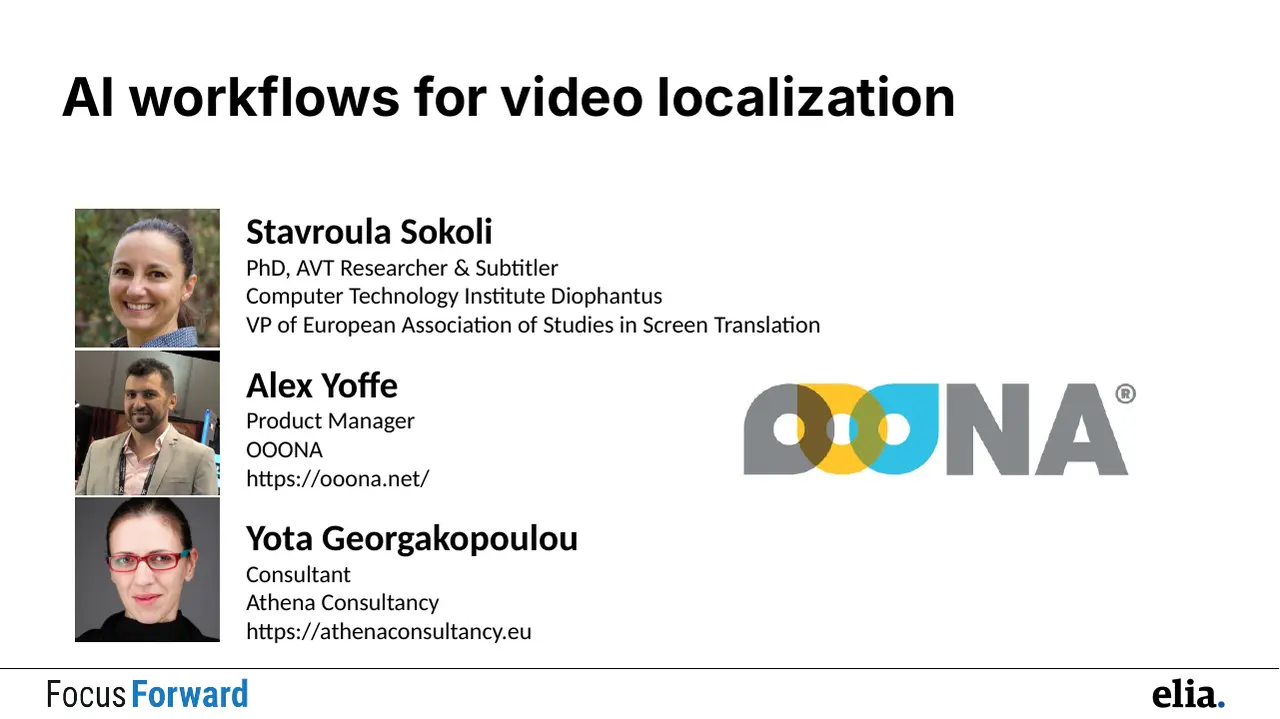 AI workflows for video localization
Stavroula Sokoli
PhD, AVT Researcher & Subtitler
Computer Technology Institute Diophantus
VP of European Association of Studies in Screen Translation
Alex Yoffe
Product Manager
OOONA
https://ooona.net/
OOONA®
Yota Georgakopoulou
Consultant
Athena Consultancy
https://athenaconsultancy.eu
Focus Forward
elia.